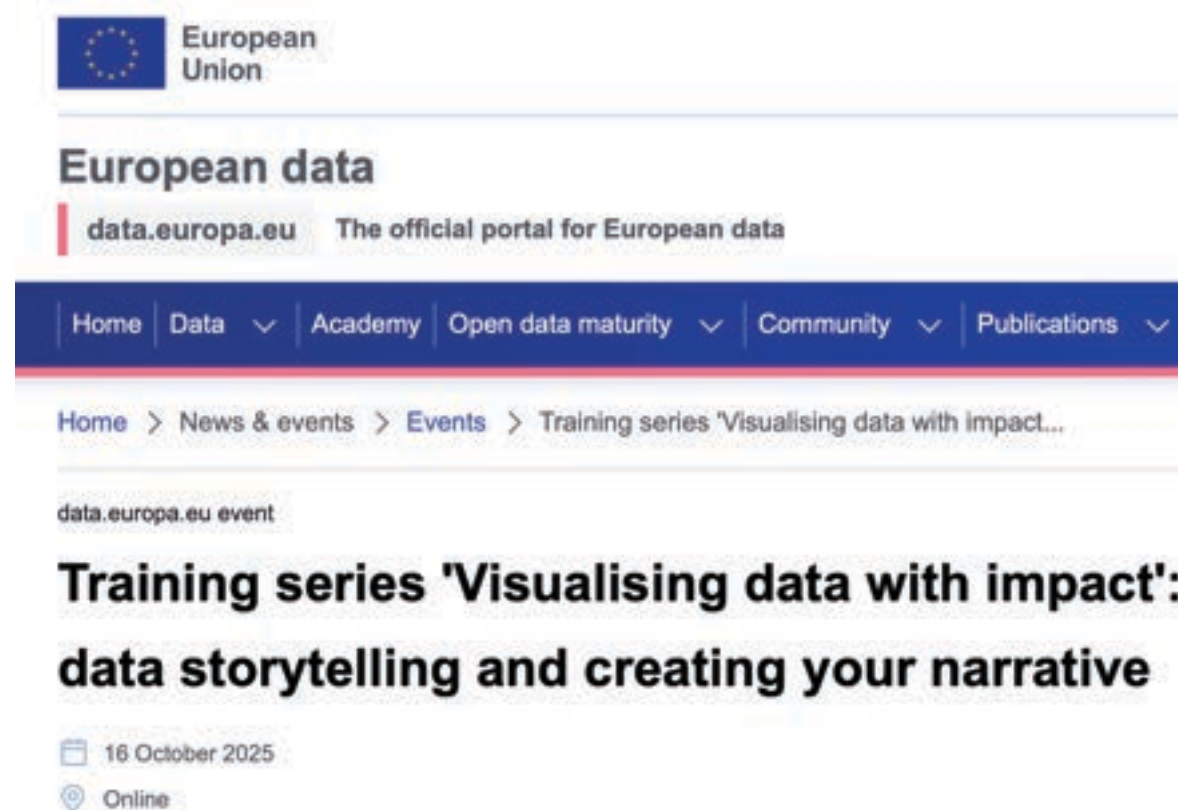 European
Union
European data
data.europa.eu The official portal for European data
Home Data Academy Open data maturity Community Publications
Home > News & events > Events > Training series 'Visualising data with impact...
data.europa.eu event
Training series 'Visualising data with impact':
data storytelling and creating your narrative
16 October 2025
Online